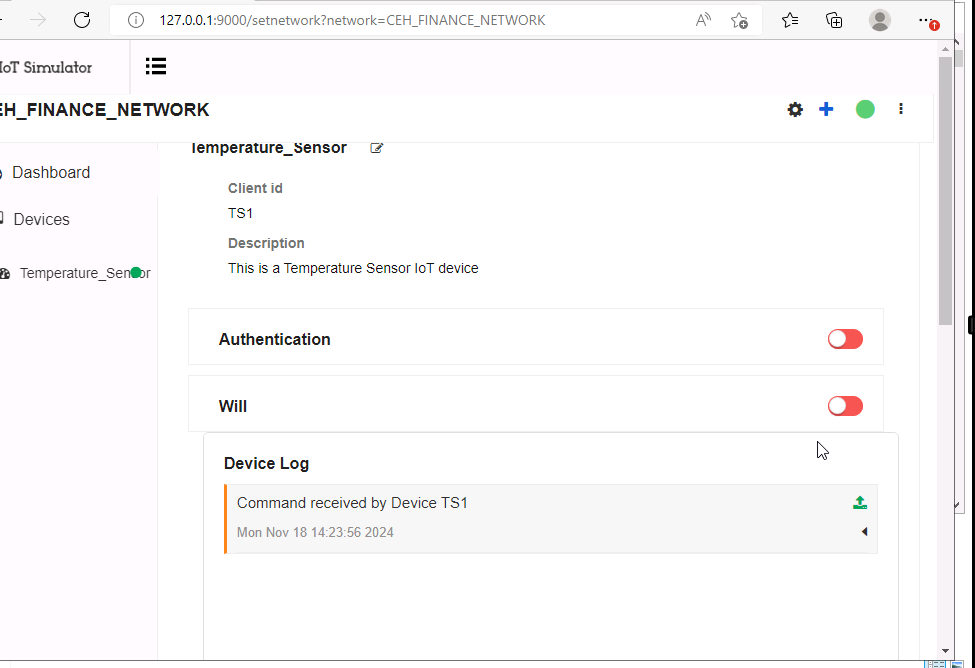 127.0.0.1:9000/setnetwork?network=CEH_FINANCE_NETWORK
IoT Simulator
EH_FINANCE_NETWORK
Temperature_Sensor
Dashboard
Client id
TS1
Devices
Description
This is a Temperature Sensor IoT device
Temperature_Sensor
Authentication
Will
Device Log
Command received by Device TS1
Mon Nov 18 14:23:56 2024